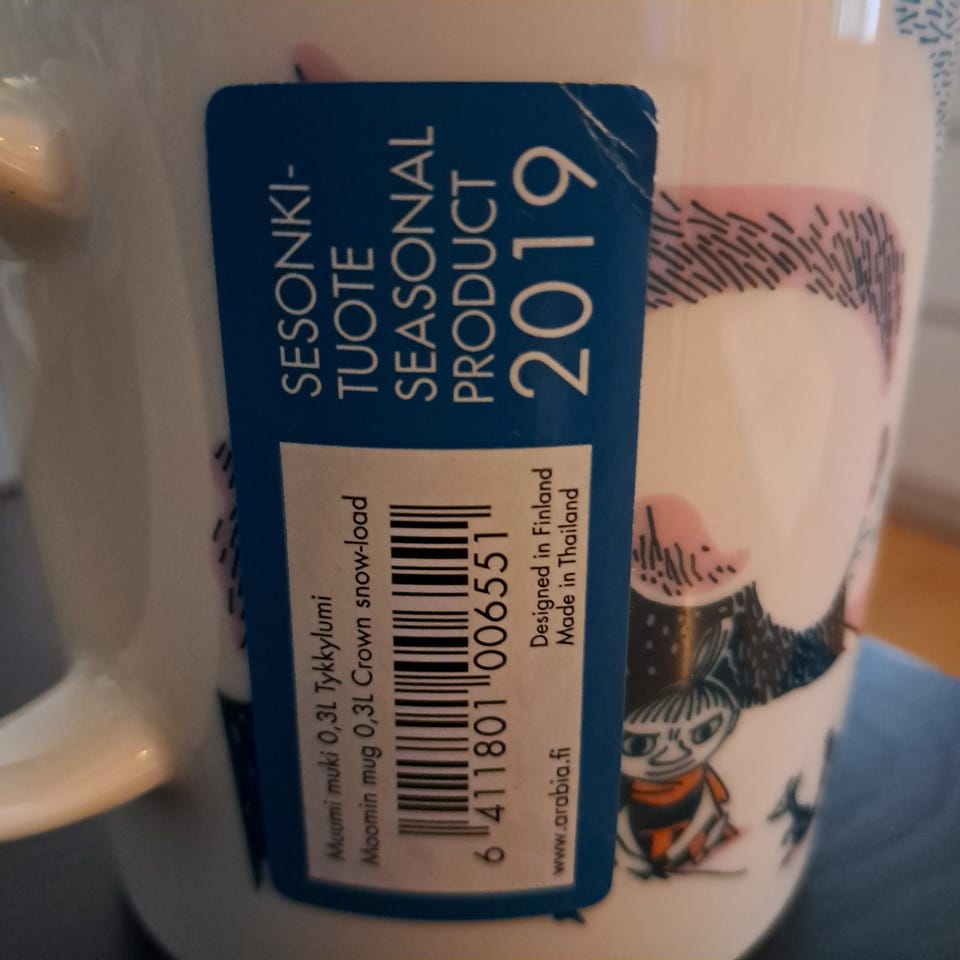 SESONKI-
TUOTE
SEASONAL
PRODUCT
2019
Muumi muki 0,3L Tykkylumi
Moomin mug 0,3L Crown snow-load
6 411801 006551
Designed in Finland
Made in Thailand
www.arabia.fi